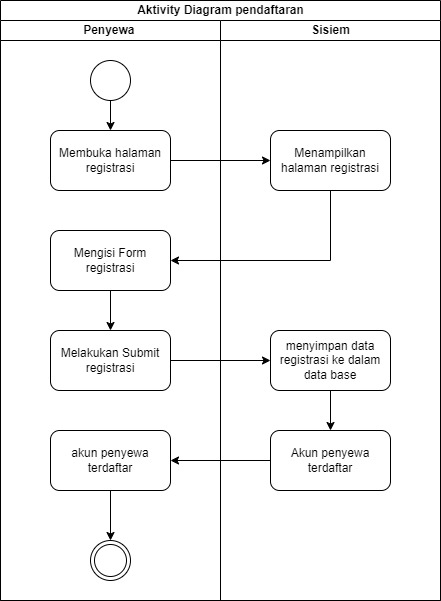 Aktivity Diagram pendaftaran
Penyewa
Sisiem
Membuka halaman
registrasi
Menampilkan
halaman registrasi
Mengisi Form
registrasi
Melakukan Submit
registrasi
menyimpan data
registrasi ke dalam
data base
akun penyewa
terdaftar
Akun penyewa
terdaftar